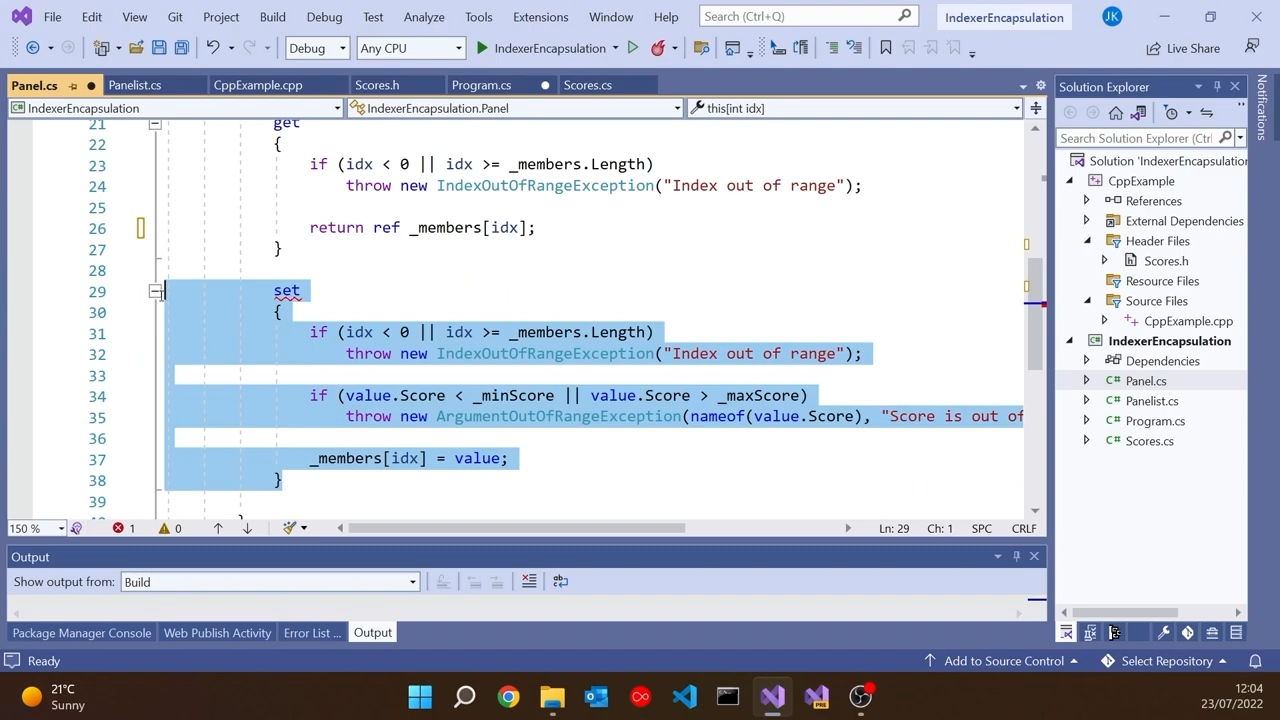 File Edit View Git Project Build Debug Test Analyze Tools Extensions Window Help Search (Ctrl+Q) IndexerEncapsulation JK
Debug Any CPU IndexerEncapsulation Live Share
Panel.cs Panelist.cs CppExample.cpp Scores.h Program.cs Scores.cs
IndexerEncapsulation IndexerEncapsulation.Panel this[int idx]
21 get
22 {
23 if (idx < 0 || idx >= _members.Length)
24 throw new IndexOutOfRangeException("Index out of range");
25
26 return ref _members[idx];
27 }
28
29 set
30 {
31 if (idx < 0 || idx >= _members.Length)
32 throw new IndexOutOfRangeException("Index out of range");
33
34 if (value.Score < _minScore || value.Score > _maxScore)
35 throw new ArgumentOutOfRangeException(nameof(value.Score), "Score is out of
36
37 _members[idx] = value;
38 }
39
150 % 1 0 Ln: 29 Ch: 1 SPC CRLF
Output
Show output from: Build
Package Manager Console Web Publish Activity Error List ... Output
Solution Explorer
Search Solution Explorer (Ctrl
Solution 'IndexerEncapsulation
CppExample
References
External Dependencies
Header Files
Scores.h
Resource Files
Source Files
CppExample.cpp
IndexerEncapsulation
Dependencies
Panel.cs
Panelist.cs
Program.cs
Scores.cs
Notifications
Ready Add to Source Control Select Repository
21°C
Sunny
PRE
12:04
23/07/2022